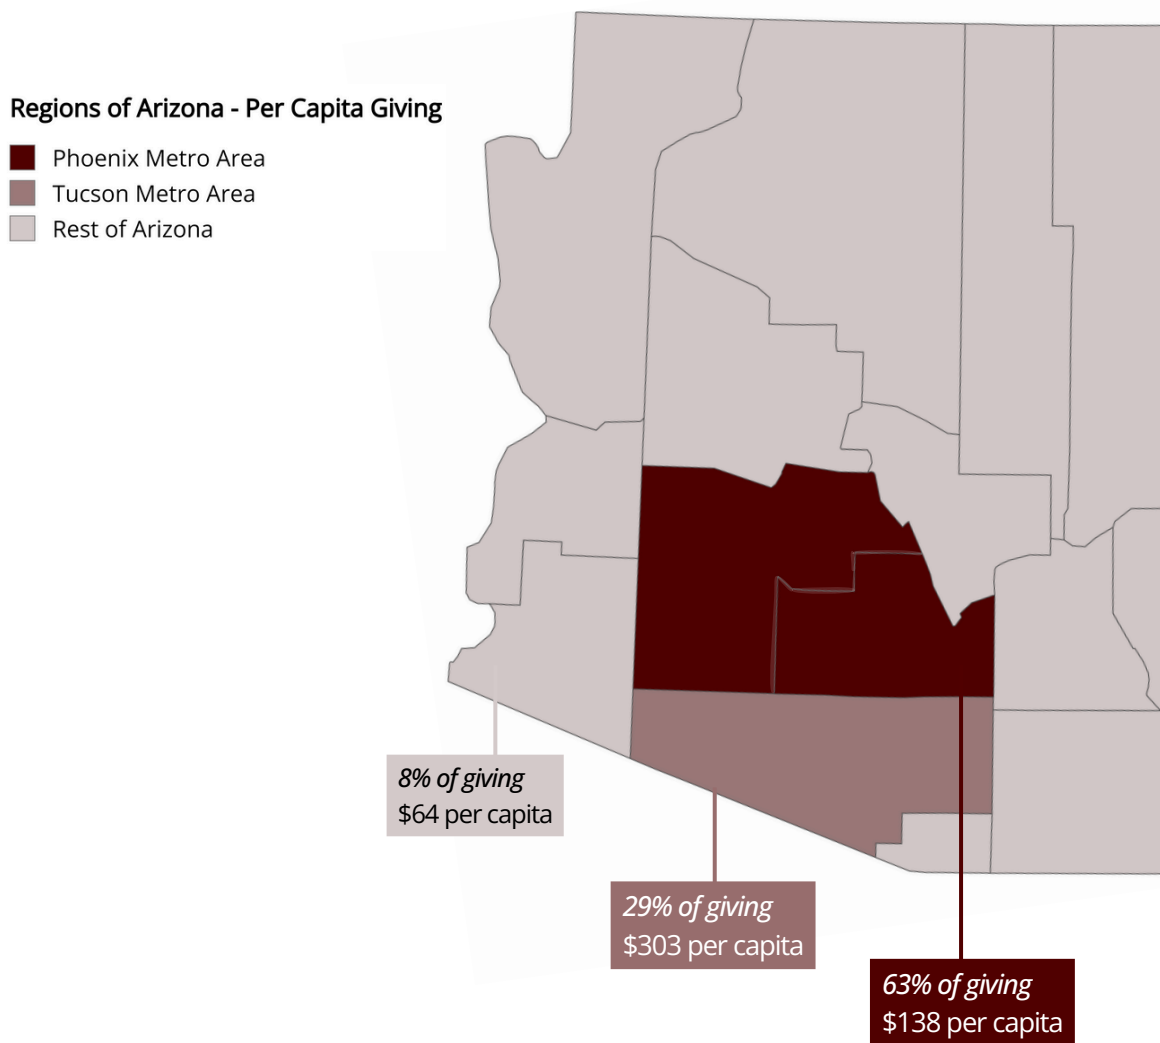 Regions of Arizona - Per Capita Giving
Phoenix Metro Area
Tucson Metro Area
Rest of Arizona
8% of giving
$64 per capita
29% of giving
$303 per capita
63% of giving
$138 per capita